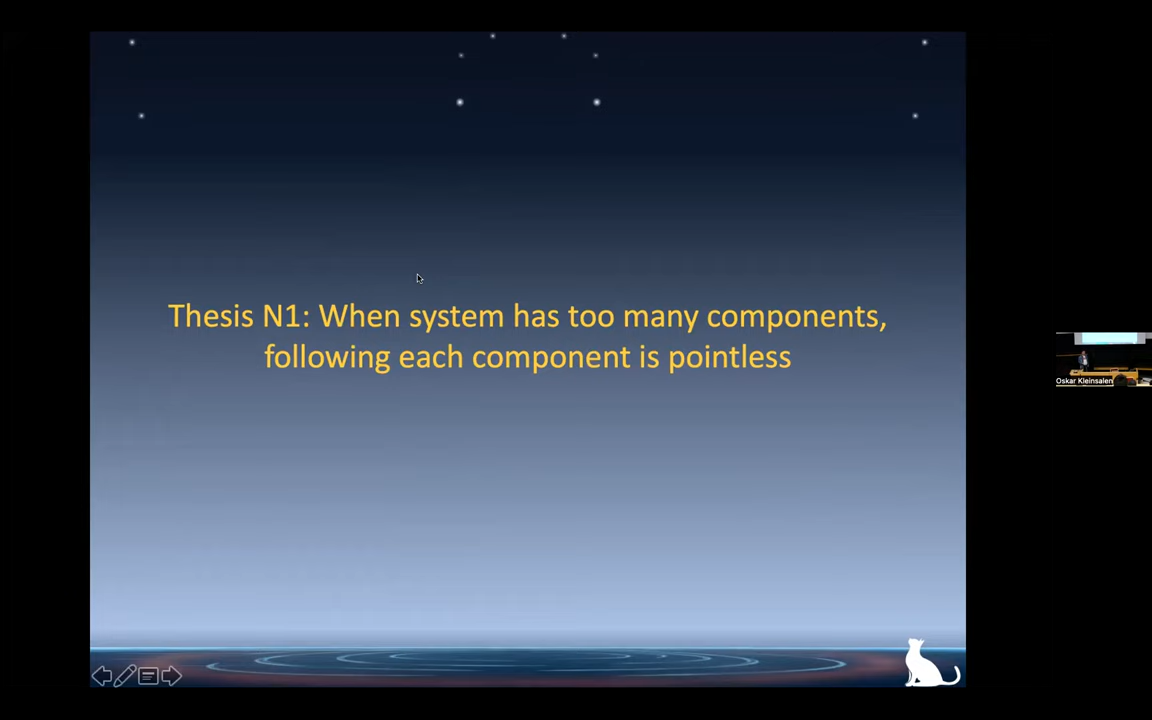 Thesis N1: When system has too many components,
following each component is pointless
Oskar Kleinsalen